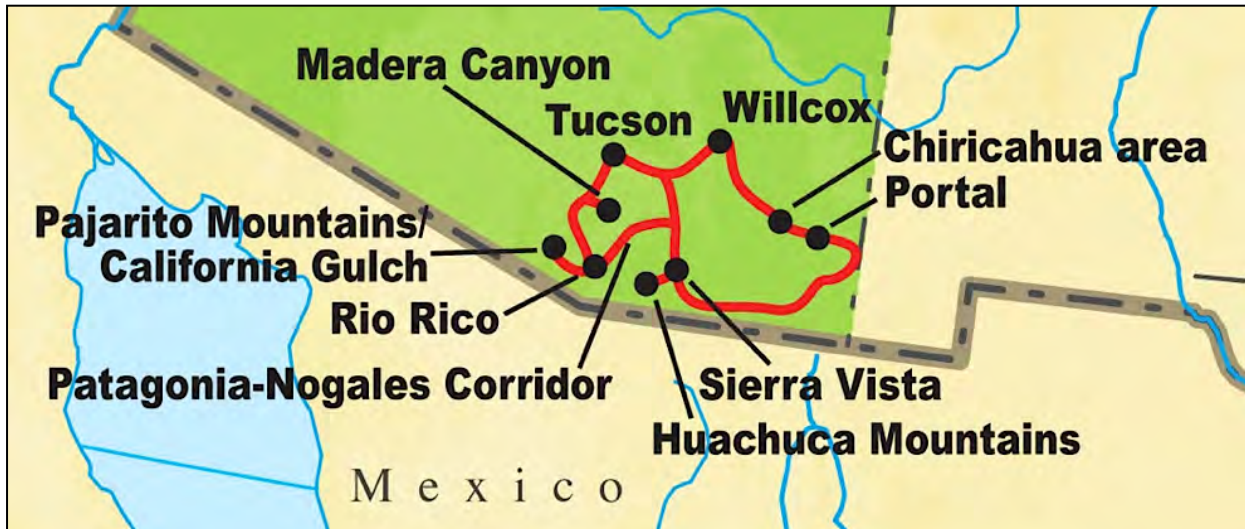 Madera Canyon
Tucson
Willcox
Chiricahua area
Portal
Pajarito Mountains/
California Gulch
Rio Rico
Patagonia-Nogales Corridor
Sierra Vista
Huachuca Mountains
Mexico